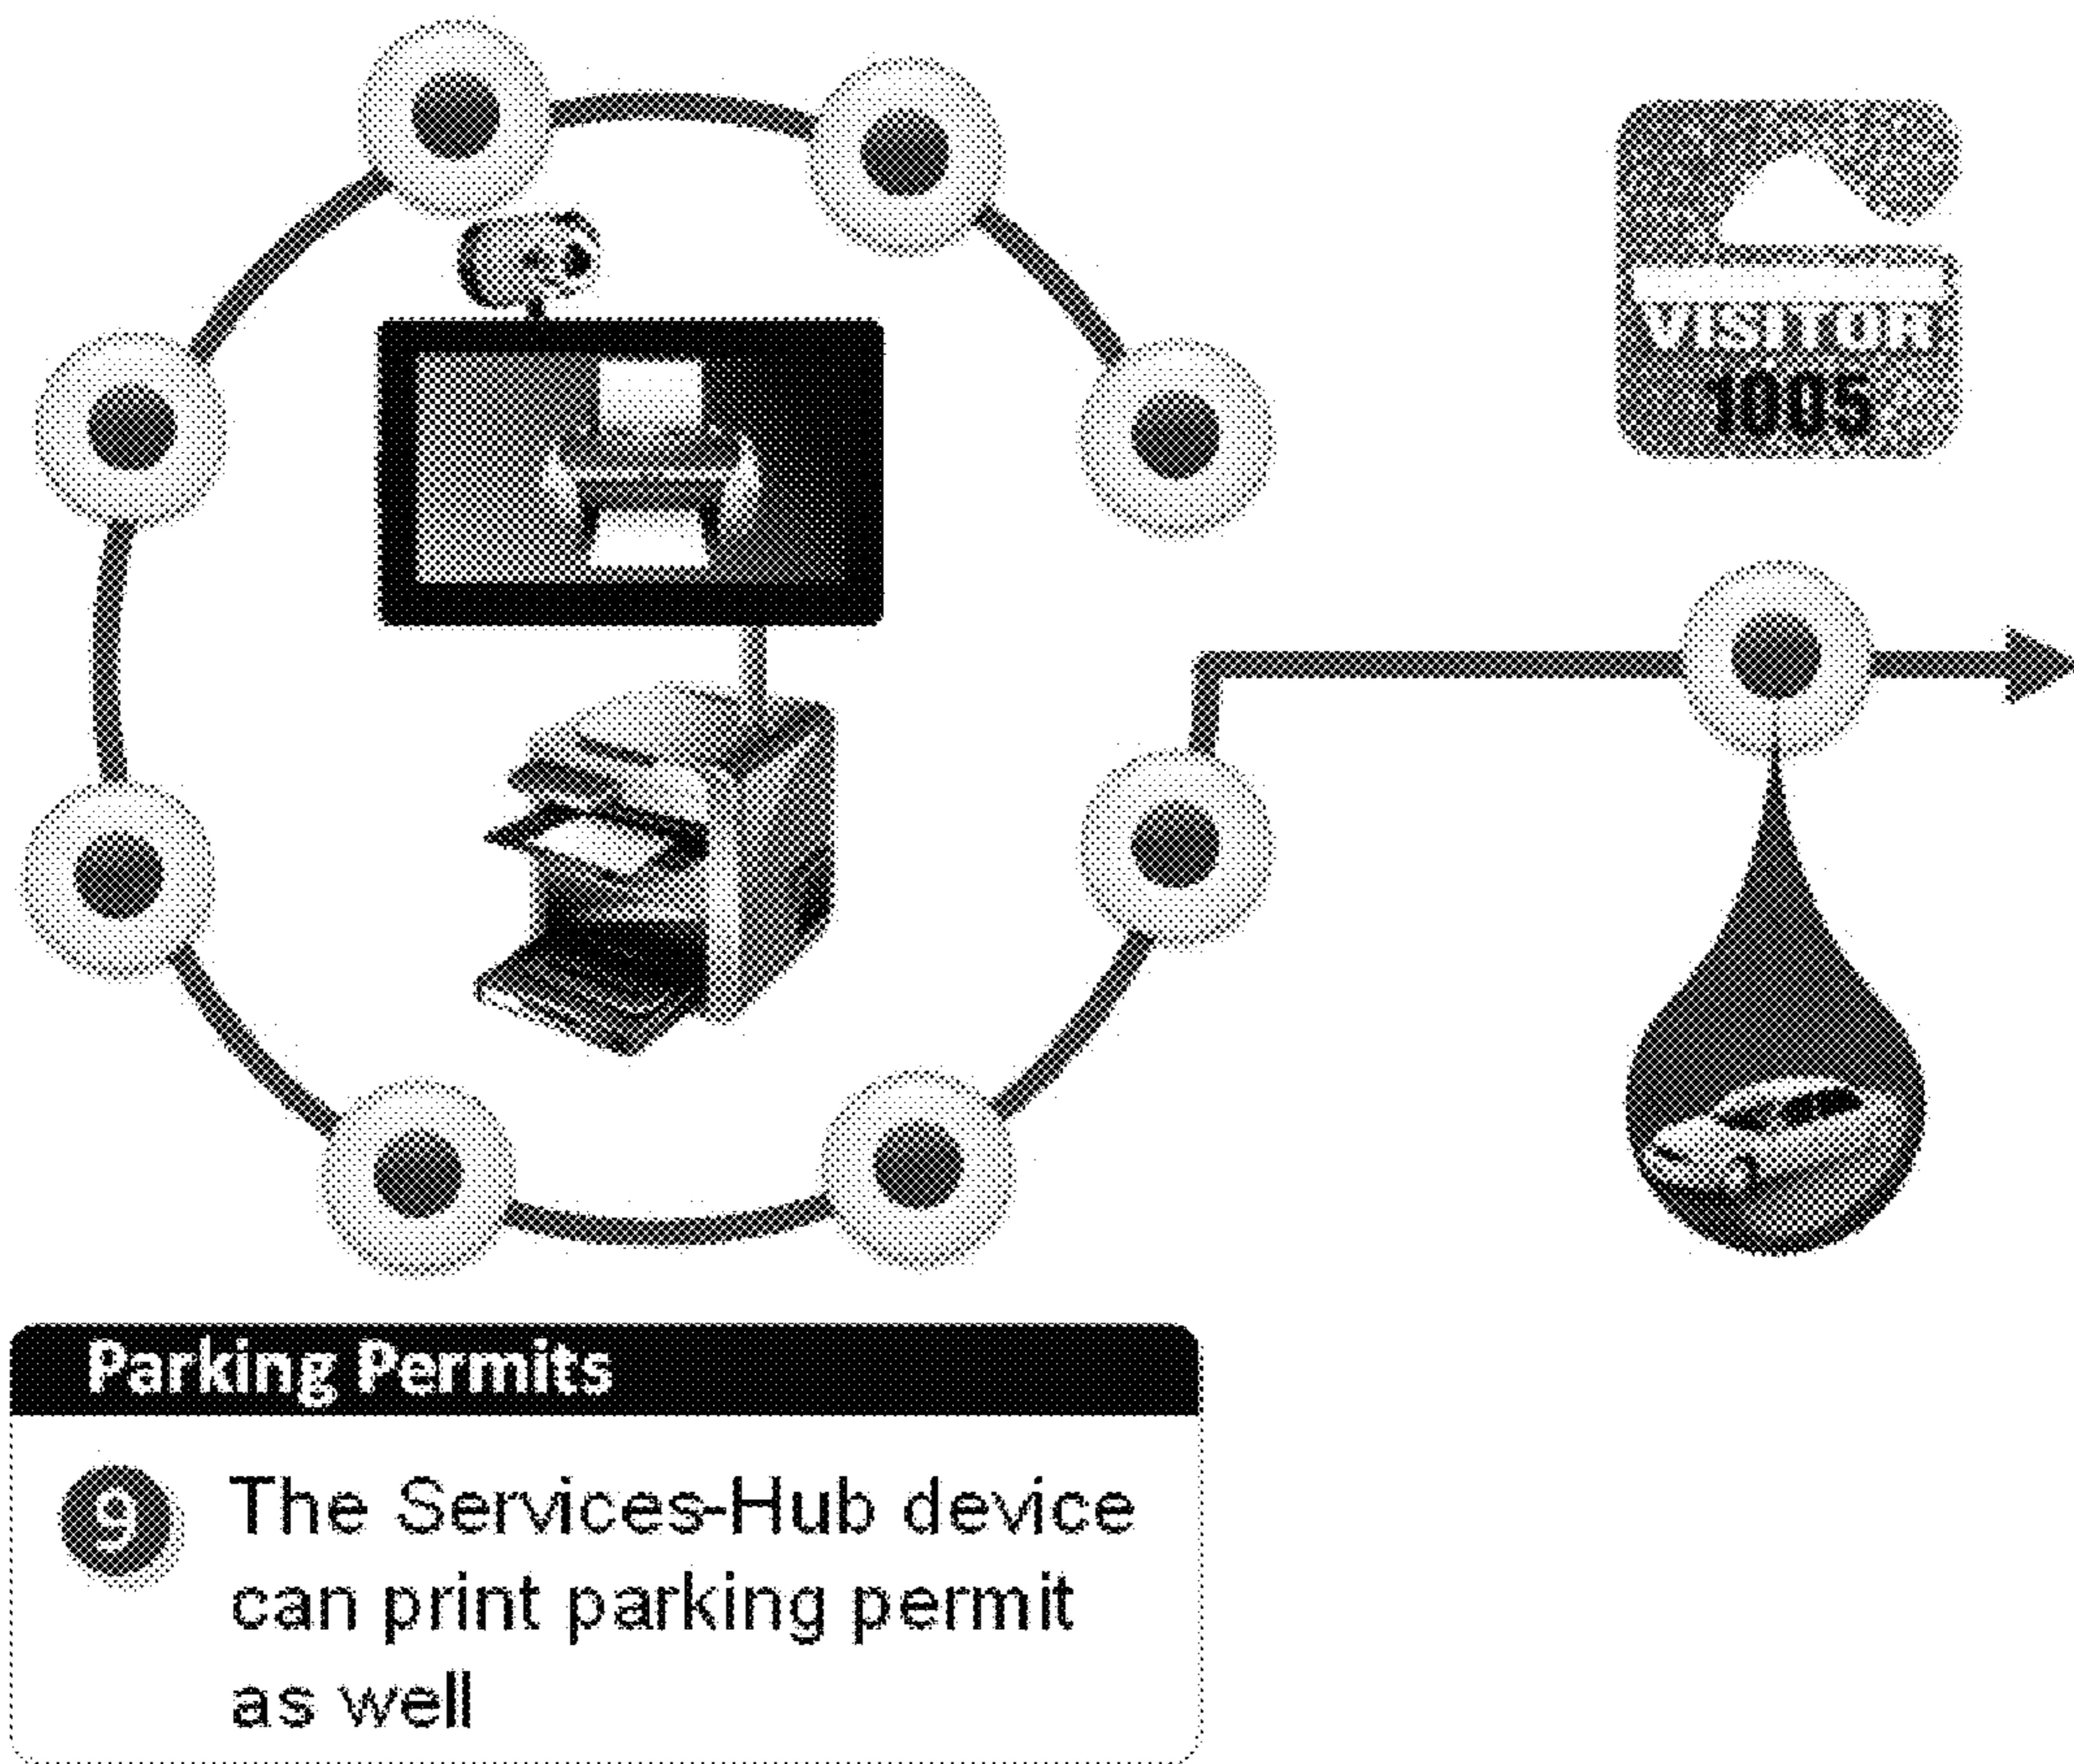 VISITOR
1005
Parking Permits
9
The Services-Hub device
can print parking permit
as well